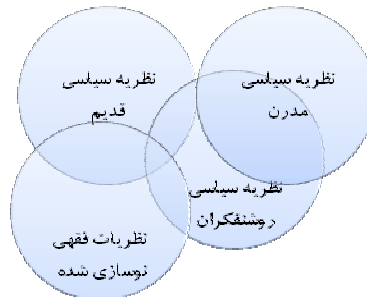 نظریه سیاسی
مدرن
نظریه سیاسی
قدیم
نظریه سیاسی
روشنفکران
نظریات فقهی
نوسازی شده